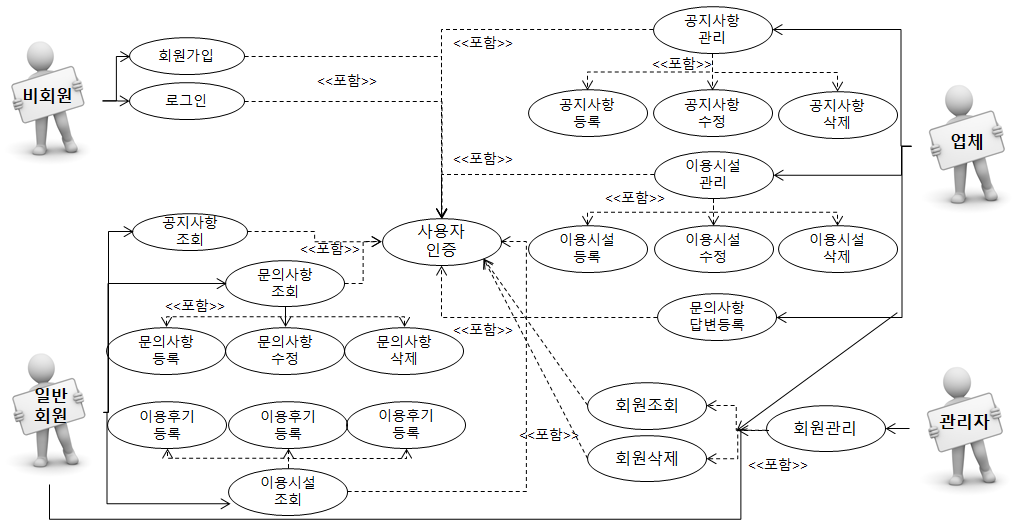 공지사항
관리
<<포함>>
회원가입
<<포함>>
<<포함>>
비회원
로그인
공지사항
등록
공지사항
수정
공지사항
삭제
업체
<<포함>>
이용시설
관리
<<포함>>
공지사항
조회
사용자
인증
<<포함>>
이용시설
등록
이용시설
수정
이용시설
삭제
문의사항
조회
<<포함>>
문의사항
답변등록
<<포함>>
문의사항
등록
문의사항
수정
문의사항
삭제
일반
회원
이용후기
등록
이용후기
등록
이용후기
등록
회원조회
<<포함>>
회원삭제
회원관리
관리자
<<포함>>
이용시설
조회